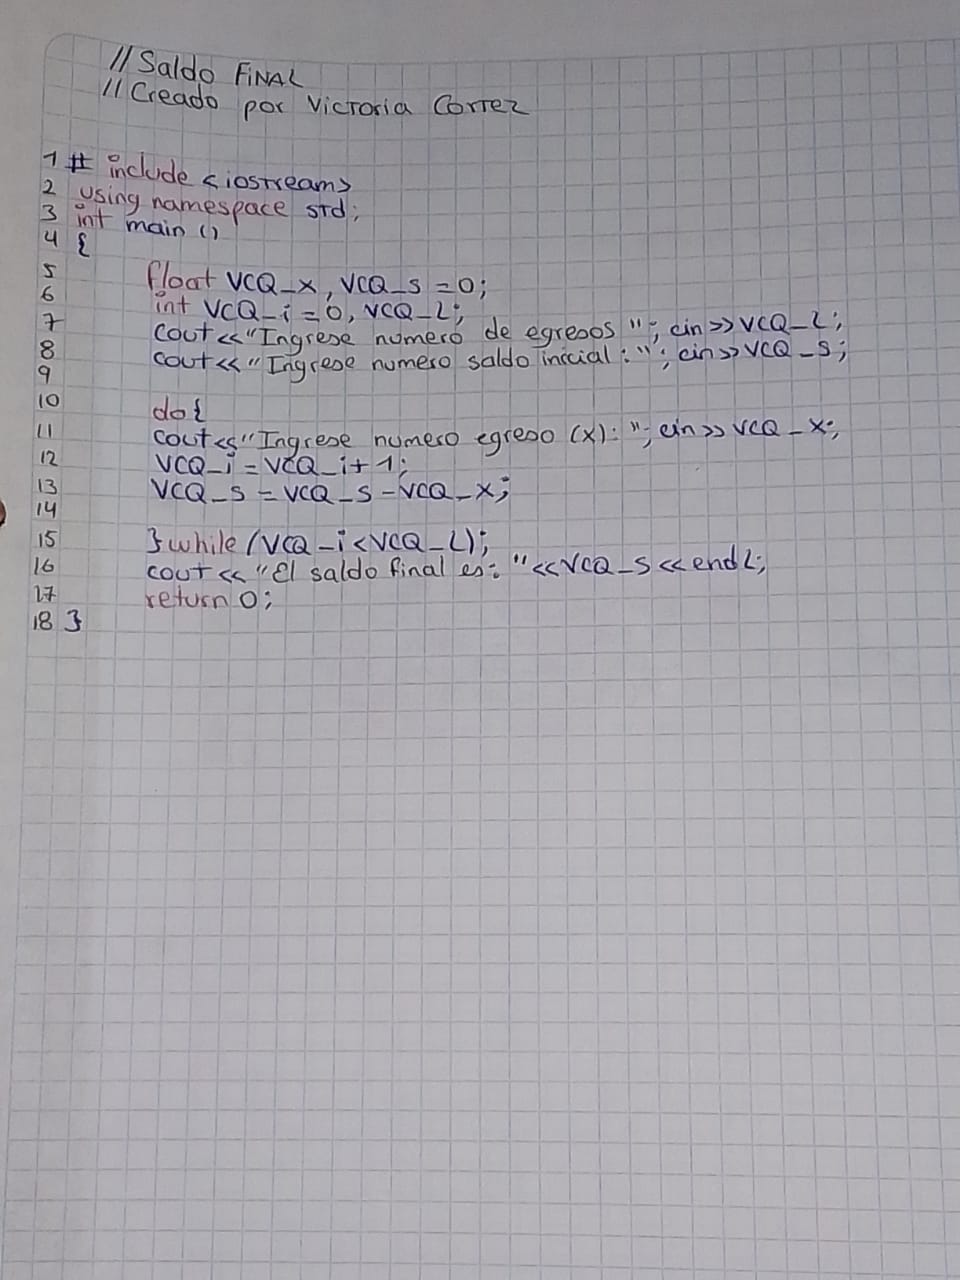 //Saldo FINAL
//Creado por Victoria Cortez
1 # include <iostream>
2 using namespace std;
3 int main ()
4 {
5 float VCQ_x, VCQ_s=0;
6 int VCQ_i=0, VCQ_L;
7 cout<<"Ingrese numero de egresos "; cin>>VCQ_L;
8 cout<<"Ingrese numero saldo inicial: "; cin>>VCQ_s;
9
10 do{
11 cout<<"Ingrese numero egreso (x): "; cin>>VCQ_x;
12 VCQ_i=VCQ_i+1;
13 VCQ_s=VCQ_s-VCQ_x;
14
15 }while(VCQ_i<VCQ_L);
16 cout<<"El saldo final es: "<<VCQ_s<<endl;
17 return 0;
18 }